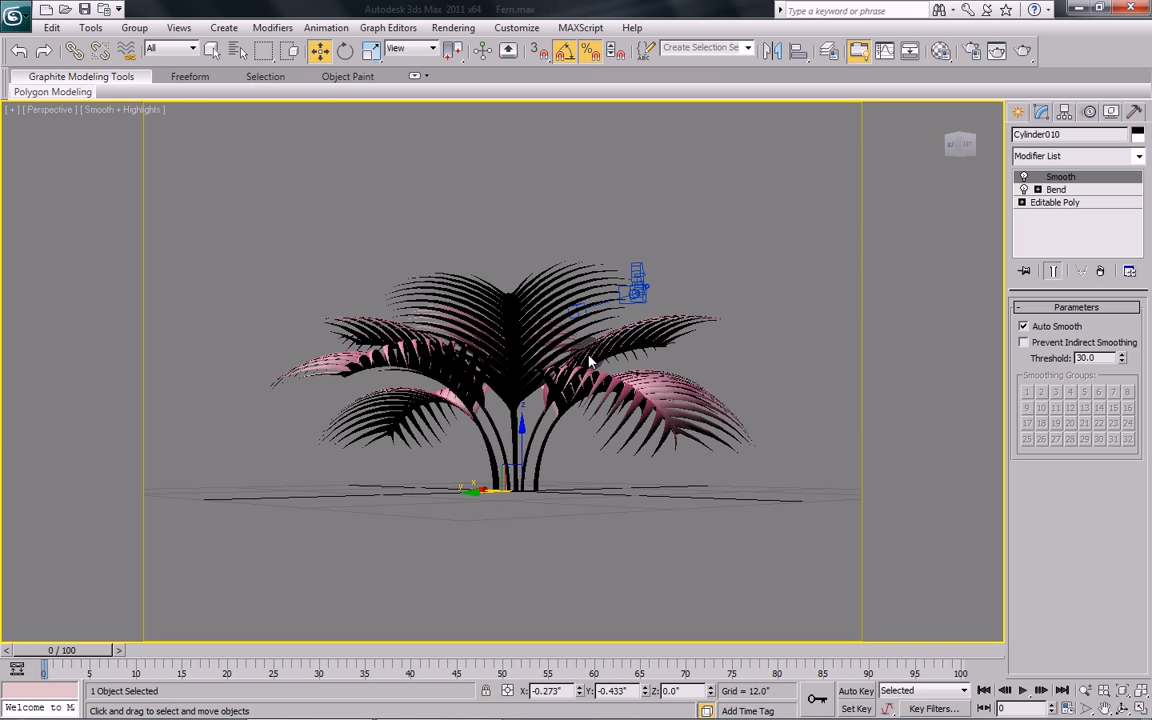 Autodesk 3ds Max 2011 x64 Fern.max
Type a keyword or phrase
Edit Tools Group Views Create Modifiers Animation Graph Editors Rendering Customize MAXScript Help
All View 3 Create Selection Se
Graphite Modeling Tools Freeform Selection Object Paint
Polygon Modeling
[ + ] [ Perspective ] [ Smooth + Highlights ]
Cylinder010
Modifier List
Smooth
Bend
Editable Poly
Parameters
Auto Smooth
Prevent Indirect Smoothing
Threshold: 30.0
Smoothing Groups:
1 2 3 4 5 6 7 8
9 10 11 12 13 14 15 16
17 18 19 20 21 22 23 24
25 26 27 28 29 30 31 32
z
x
y
0 / 100
0 5 10 15 20 25 30 35 40 45 50 55 60 65 70 75 80 85 90 95 100
1 Object Selected X: -0.273" Y: -0.433" Z: 0.0" Grid = 12.0" Auto Key Selected
Welcome to M Click and drag to select and move objects Add Time Tag Set Key Key Filters... 0